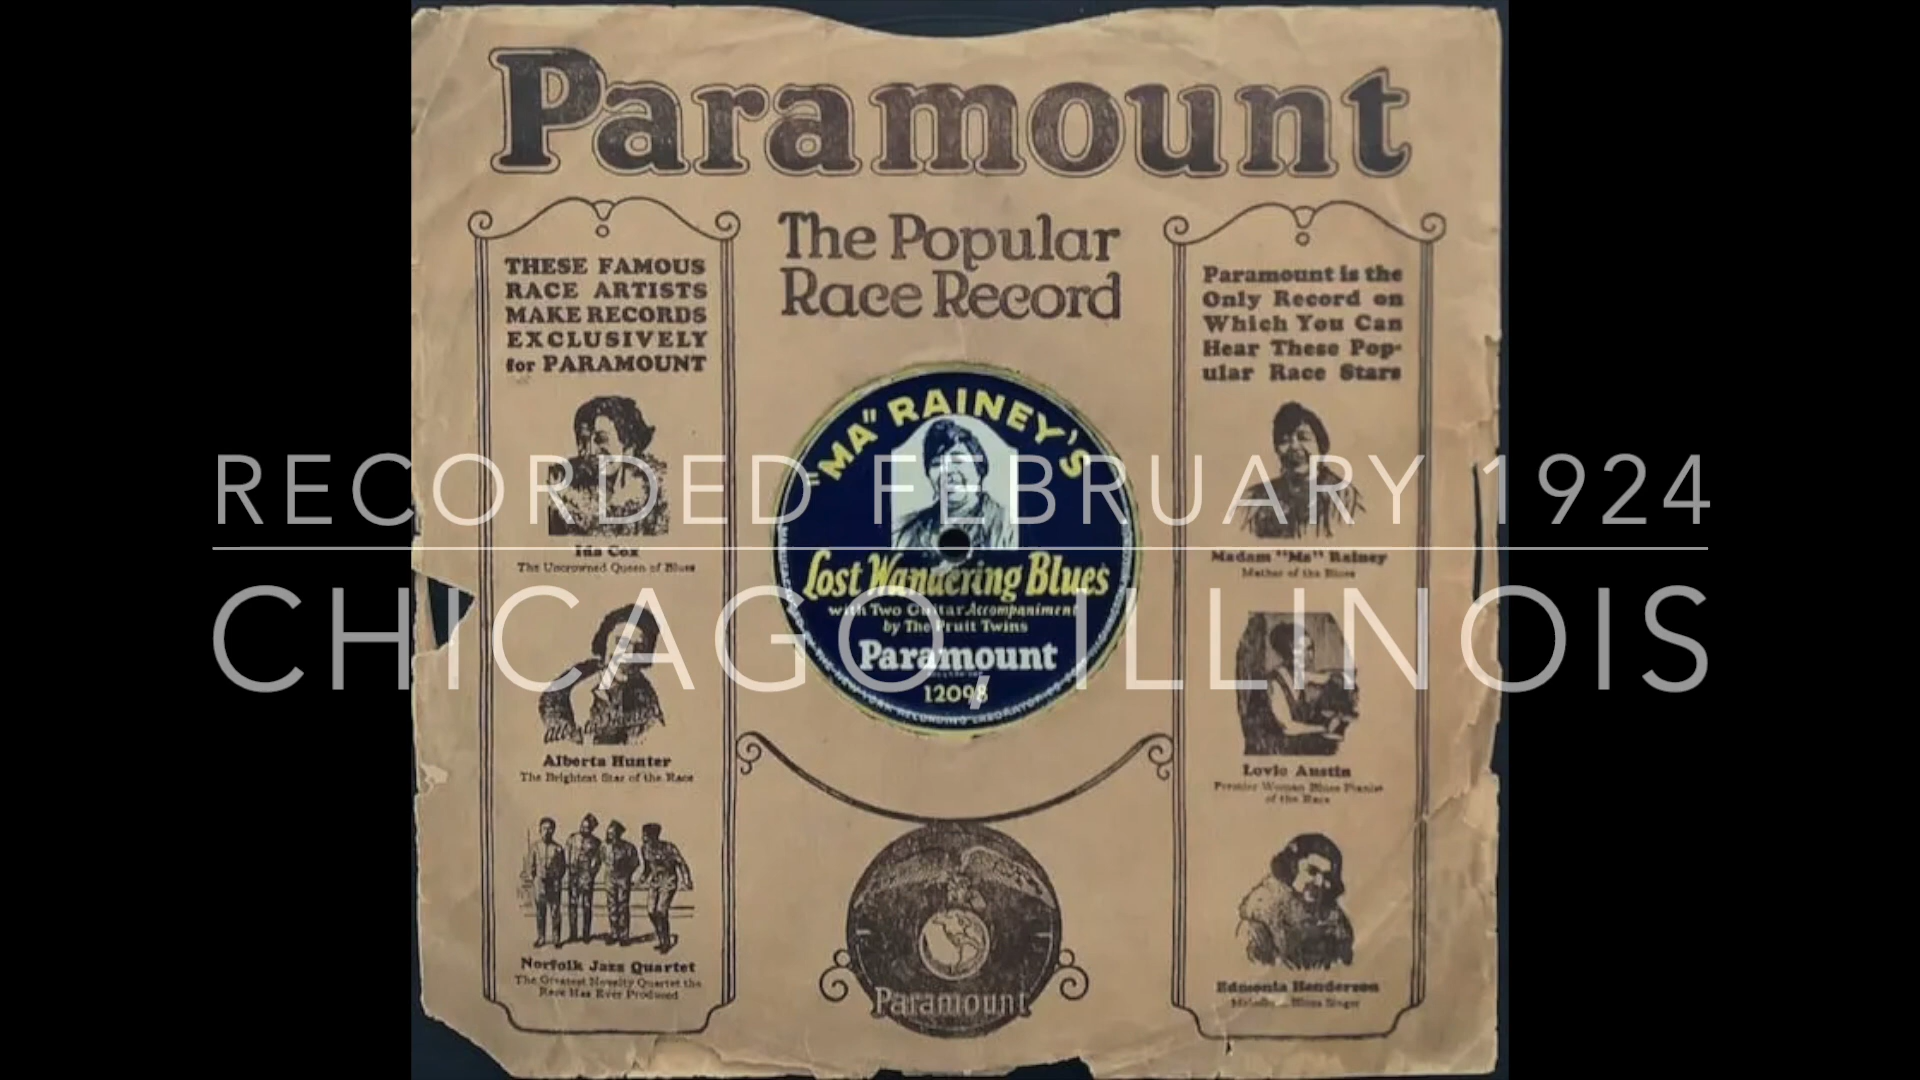 Paramount
The Popular
Race Record
THESE FAMOUS
RACE ARTISTS
MAKE RECORDS
EXCLUSIVELY
for PARAMOUNT
Ida Cox
The Uncrowned Queen of Blues
Alberta Hunter
The Brightest Star of the Race
Norfolk Jazz Quartet
The Greatest Novelty Quartet the
Race Has Ever Produced
"MA" RAINEY'S
Lost Wandering Blues
with Two Guitar Accompaniment
by The Pruit Twins
Paramount
12098
Paramount
Paramount is the
Only Record on
Which You Can
Hear These Pop-
ular Race Stars
Madam "Ma" Rainey
Mother of the Blues
Lovie Austin
Premier Woman Blues Pianist
of the Race
Edmonia Henderson
Blues Singer
RECORDED FEBRUARY 1924
CHICAGO, ILLINOIS